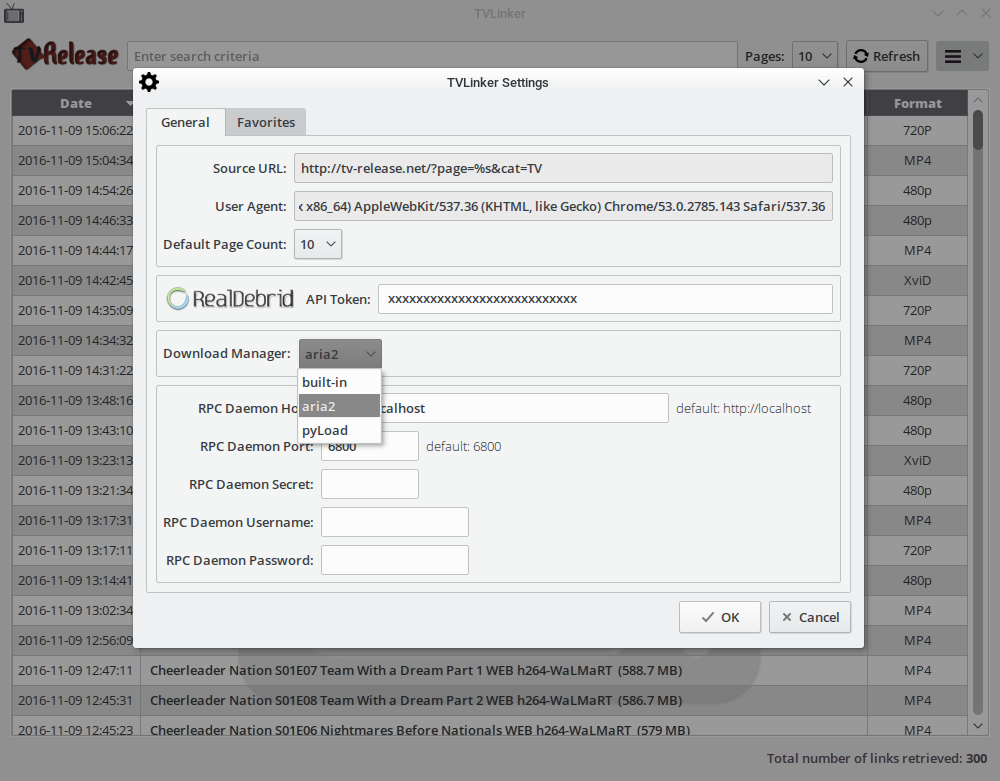 TVLinker
TvRelease Enter search criteria Pages: 10 Refresh
TVLinker Settings
Date Format
General Favorites
2016-11-09 15:06:22 720P
2016-11-09 15:04:34 MP4
Source URL: http://tv-release.net/?page=%s&cat=TV
2016-11-09 14:54:26 480p
User Agent: x86_64) AppleWebKit/537.36 (KHTML, like Gecko) Chrome/53.0.2785.143 Safari/537.36
2016-11-09 14:46:33 480p
Default Page Count: 10
2016-11-09 14:44:17 MP4
2016-11-09 14:42:45 XviD
RealDebrid API Token: xxxxxxxxxxxxxxxxxxxxxxxxxxx
2016-11-09 14:35:09 720P
2016-11-09 14:34:32 MP4
Download Manager: aria2
2016-11-09 14:31:22 720P
built-in
aria2
pyLoad
2016-11-09 13:48:16 480p
RPC Daemon Ho calhost default: http://localhost
2016-11-09 13:43:10 480p
RPC Daemon Port: 6800 default: 6800
2016-11-09 13:23:13 XviD
RPC Daemon Secret:
2016-11-09 13:21:34 480p
2016-11-09 13:17:31 MP4
RPC Daemon Username:
2016-11-09 13:17:11 720P
RPC Daemon Password:
2016-11-09 13:14:41 480p
2016-11-09 13:02:34 MP4
OK Cancel
2016-11-09 12:56:09 MP4
2016-11-09 12:47:11 Cheerleader Nation S01E07 Team With a Dream Part 1 WEB h264-WaLMaRT (588.7 MB) MP4
2016-11-09 12:45:31 Cheerleader Nation S01E08 Team With a Dream Part 2 WEB h264-WaLMaRT (586.7 MB) MP4
2016-11-09 12:45:23 Cheerleader Nation S01E06 Nightmares Before Nationals WEB h264-WaLMaRT (579 MB) MP4
Total number of links retrieved: 300